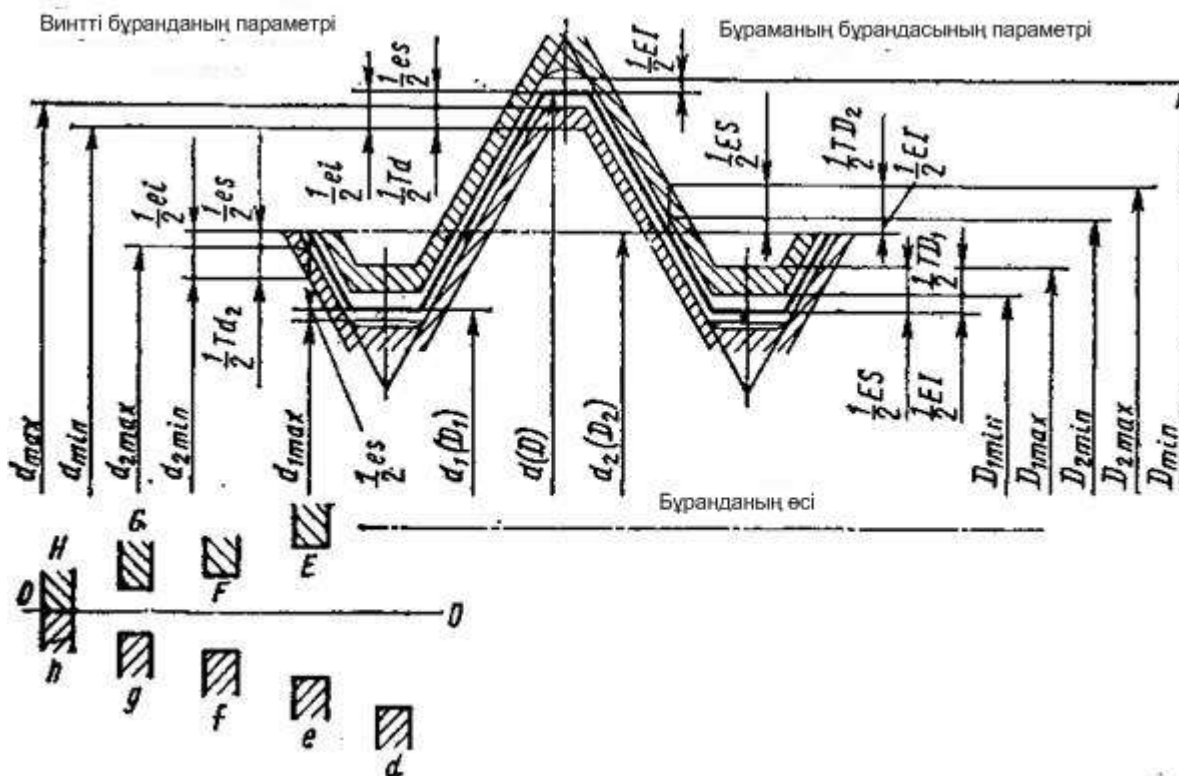 Винтті бұранданың параметрі
Бұраманың бұрандасының параметрі
1/2 es
1/2 EI
1/2 ei
1/2 Td
1/2 ES
1/2 TD₂
1/2 EI
1/2 ei
1/2 es
1/2 Td₂
1/2 TD₁
1/2 ES
1/2 EI
1/2 es
dmax
dmin
d₂max
d₂min
d₁max
d₁(D₁)
d(D)
d₂(D₂)
D₁min
D₁max
D₂min
D₂max
Dmin
Бұранданың өсі
H
G
F
E
0
0
h
g
f
e
d